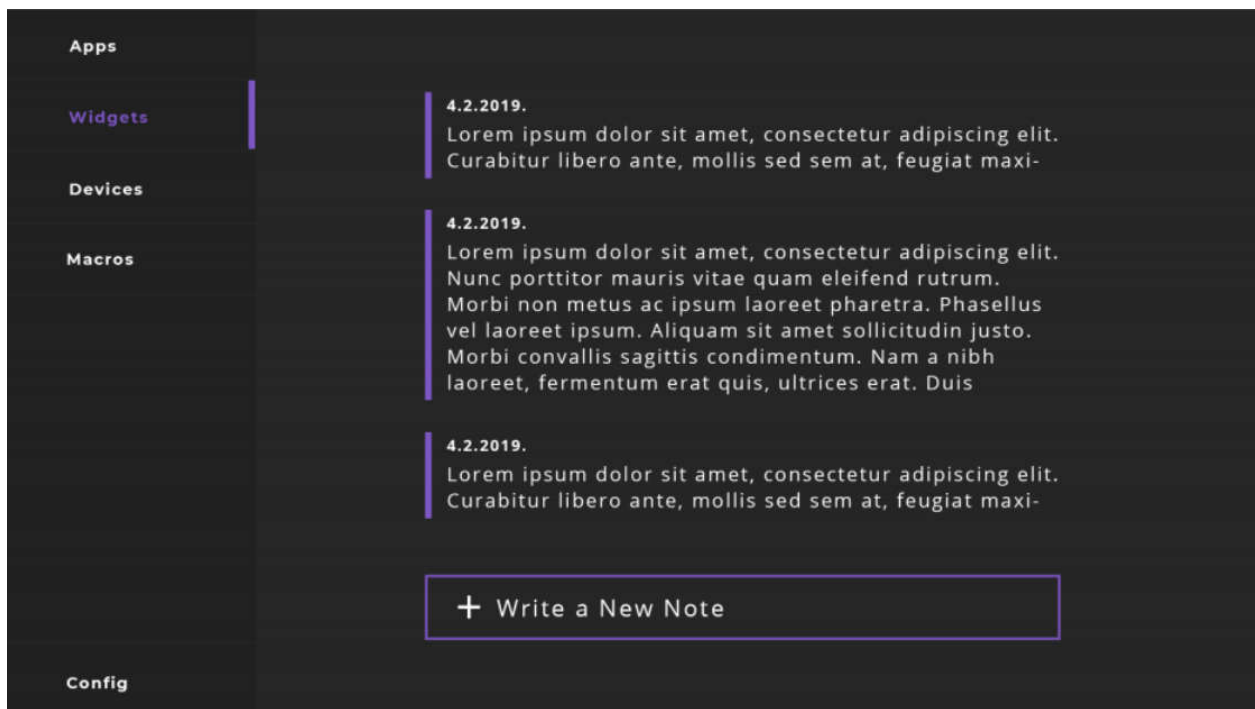 Apps
Widgets
Devices
Macros
Config
4.2.2019.
Lorem ipsum dolor sit amet, consectetur adipiscing elit.
Curabitur libero ante, mollis sed sem at, feugiat maxi-
4.2.2019.
Lorem ipsum dolor sit amet, consectetur adipiscing elit.
Nunc porttitor mauris vitae quam eleifend rutrum.
Morbi non metus ac ipsum laoreet pharetra. Phasellus
vel laoreet ipsum. Aliquam sit amet sollicitudin justo.
Morbi convallis sagittis condimentum. Nam a nibh
laoreet, fermentum erat quis, ultrices erat. Duis
4.2.2019.
Lorem ipsum dolor sit amet, consectetur adipiscing elit.
Curabitur libero ante, mollis sed sem at, feugiat maxi-
+ Write a New Note